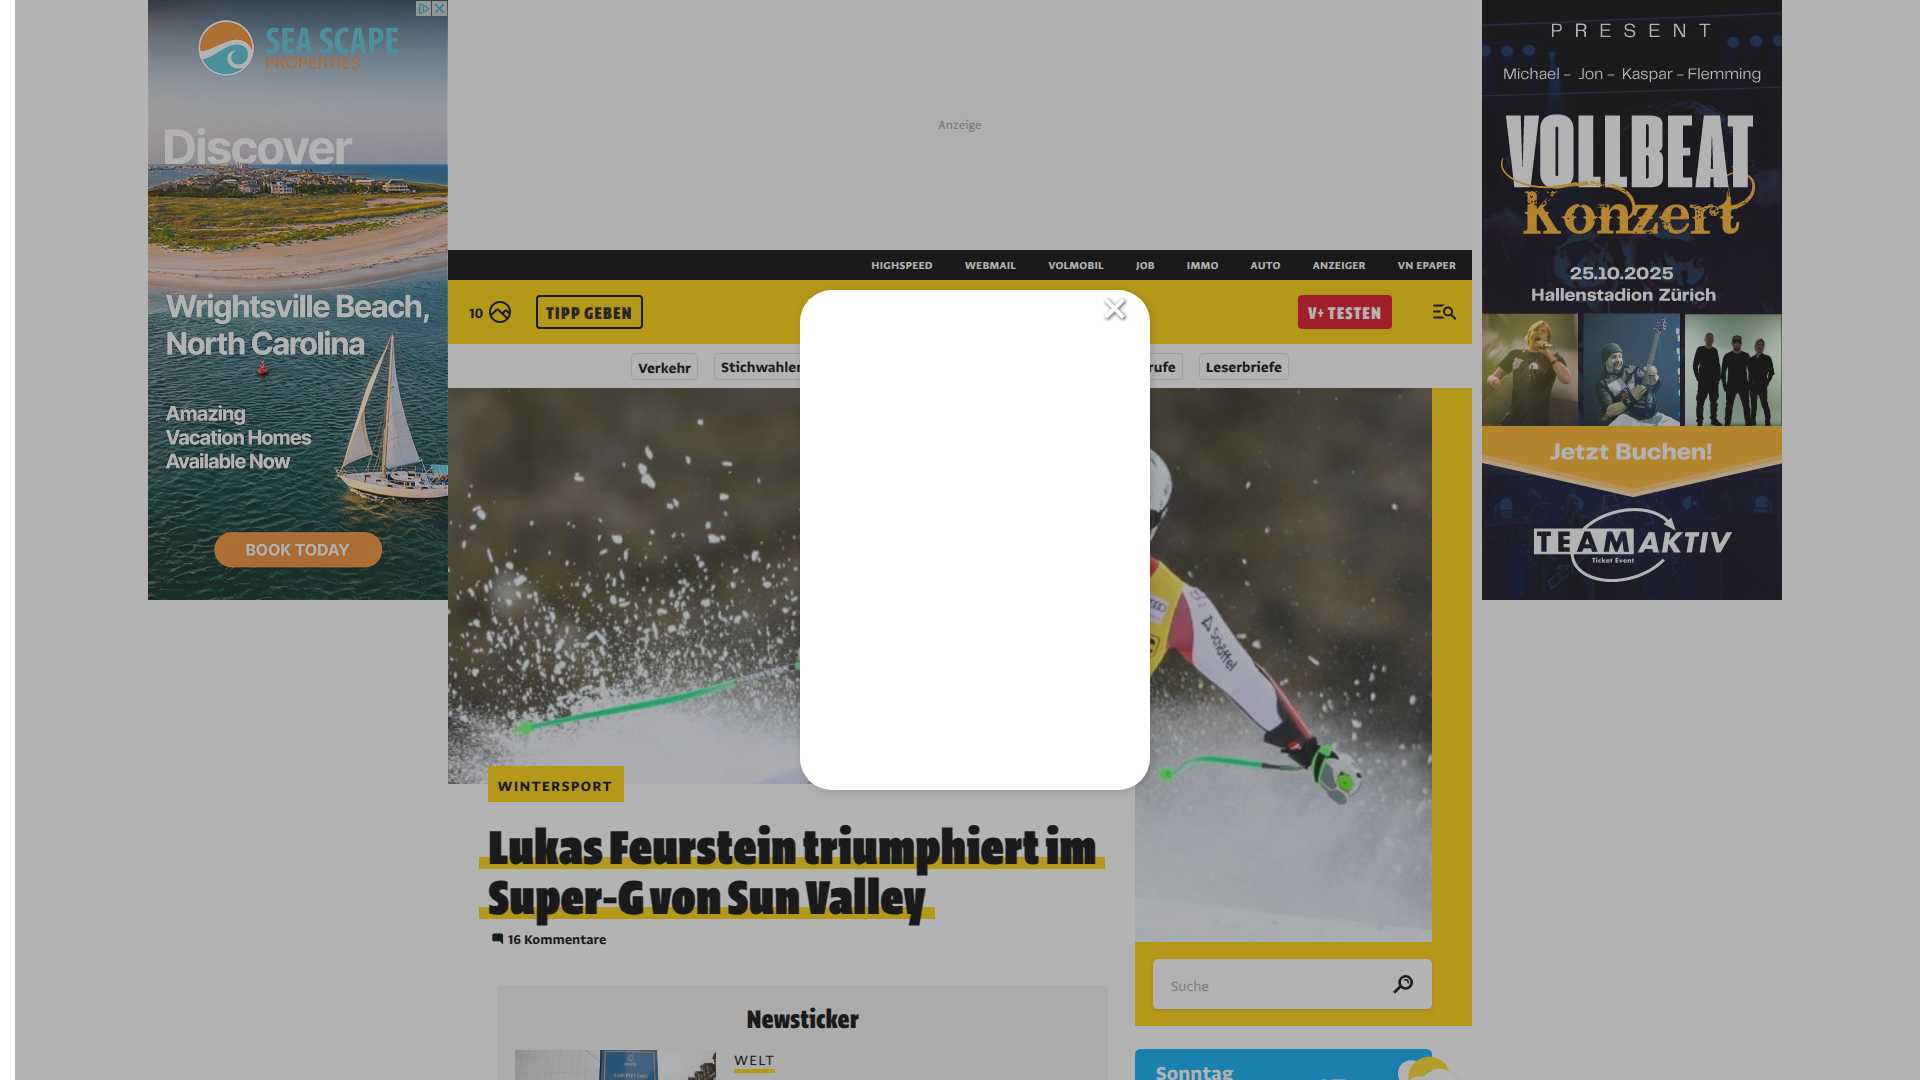 SEA SCAPE
PROPERTIES
Discover
Wrightsville Beach,
North Carolina
Amazing
Vacation Homes
Available Now
BOOK TODAY
Anzeige
HIGHSPEED WEBMAIL VOLMOBIL JOB IMMO AUTO ANZEIGER VN EPAPER
10 TIPP GEBEN V+ TESTEN
Verkehr Leserbriefe
Schöffel
WINTERSPORT
Lukas Feurstein triumphiert im
Super-G von Sun Valley
16 Kommentare
Newsticker
WELT
Suche
Sonntag
PRESENT
Michael – Jon – Kaspar – Flemming
VOLLBEAT
Konzert
25.10.2025
Hallenstadion Zürich
Jetzt Buchen!
TEAM AKTIV
Ticket Event